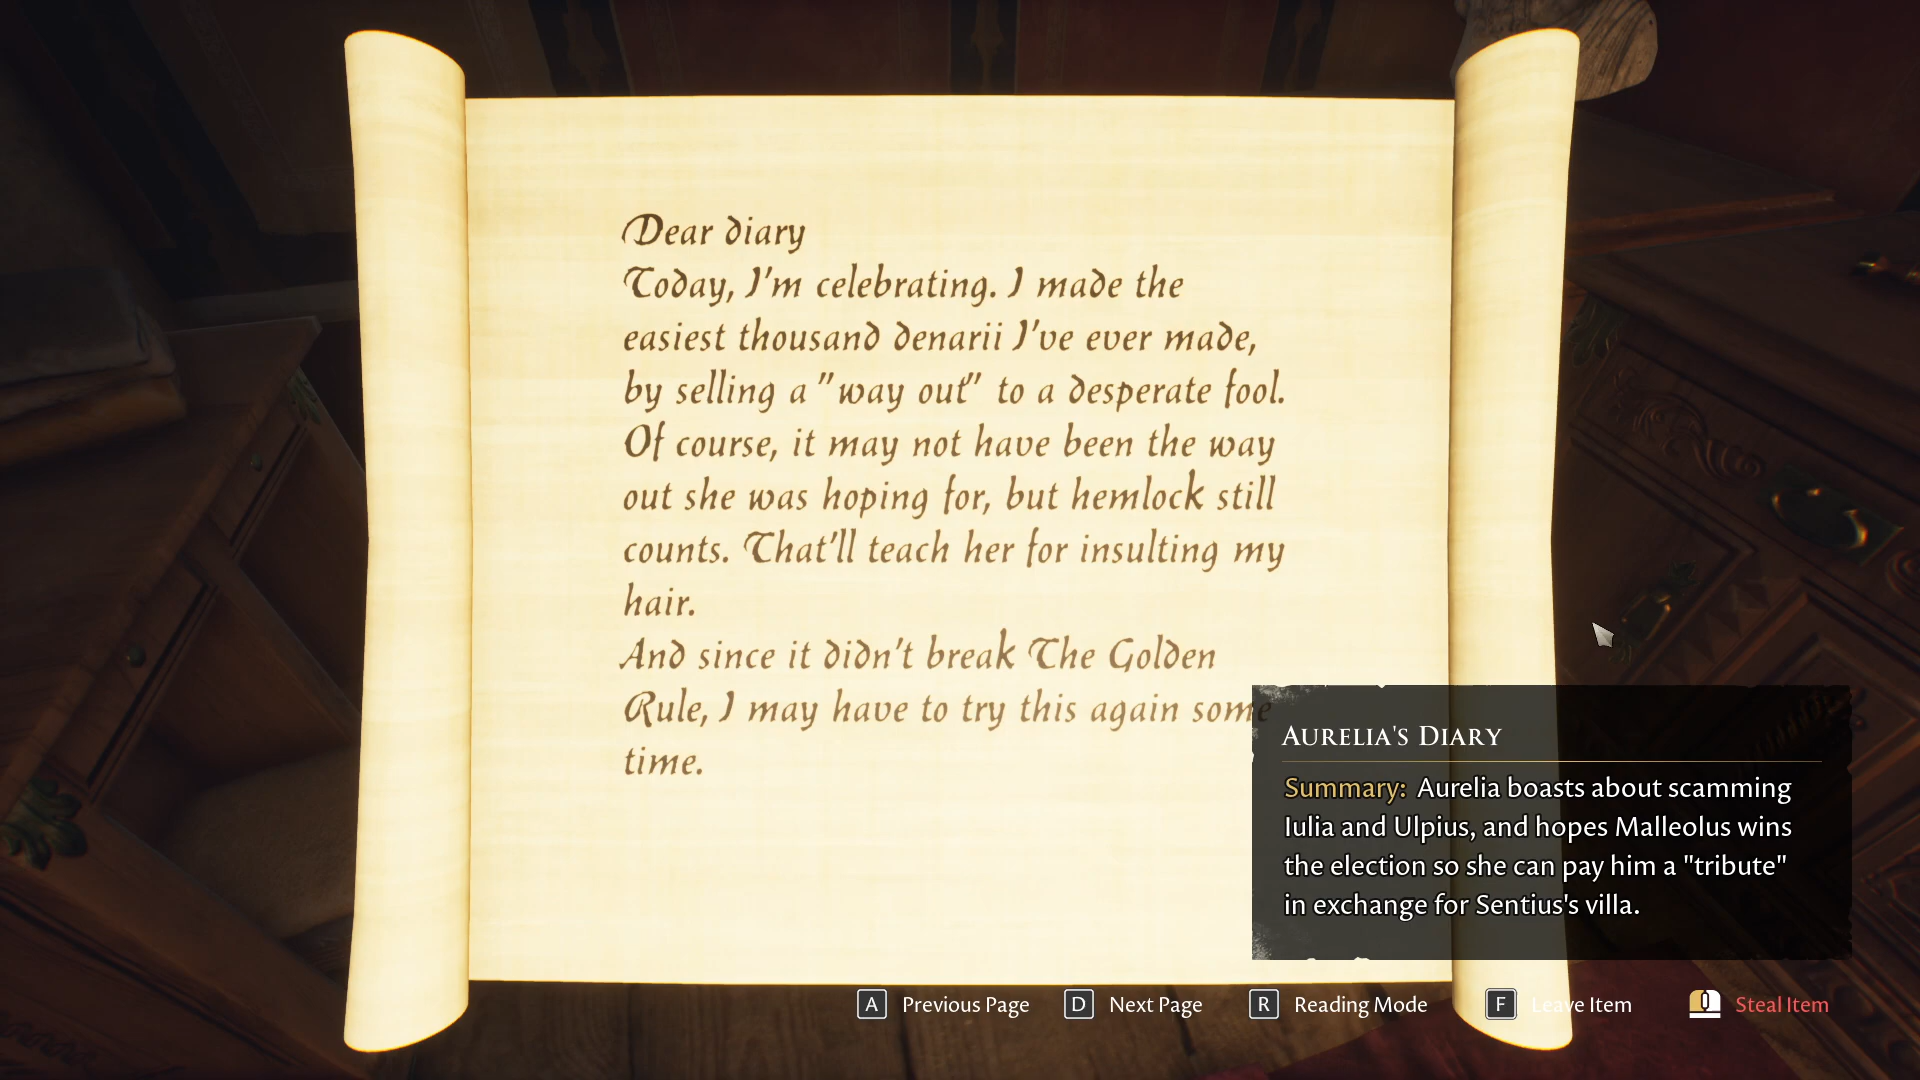 Dear diary
Today, I'm celebrating. I made the
easiest thousand denarii I've ever made,
by selling a "way out" to a desperate fool.
Of course, it may not have been the way
out she was hoping for, but hemlock still
counts. That'll teach her for insulting my
hair.
And since it didn't break The Golden
Rule, I may have to try this again some
time.
Aurelia's Diary
Summary: Aurelia boasts about scamming
Iulia and Ulpius, and hopes Malleolus wins
the election so she can pay him a "tribute"
in exchange for Sentius's villa.
A Previous Page D Next Page R Reading Mode F Leave Item Steal Item